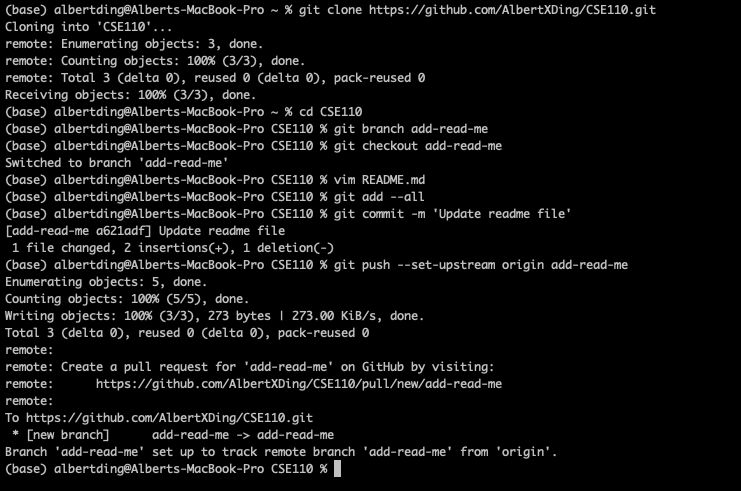 (base) albertding@Alberts-MacBook-Pro ~ % git clone https://github.com/AlbertXDing/CSE110.git
Cloning into 'CSE110'...
remote: Enumerating objects: 3, done.
remote: Counting objects: 100% (3/3), done.
remote: Total 3 (delta 0), reused 0 (delta 0), pack-reused 0
Receiving objects: 100% (3/3), done.
(base) albertding@Alberts-MacBook-Pro ~ % cd CSE110
(base) albertding@Alberts-MacBook-Pro CSE110 % git branch add-read-me
(base) albertding@Alberts-MacBook-Pro CSE110 % git checkout add-read-me
Switched to branch 'add-read-me'
(base) albertding@Alberts-MacBook-Pro CSE110 % vim README.md
(base) albertding@Alberts-MacBook-Pro CSE110 % git add --all
(base) albertding@Alberts-MacBook-Pro CSE110 % git commit -m 'Update readme file'
[add-read-me a621adf] Update readme file
 1 file changed, 2 insertions(+), 1 deletion(-)
(base) albertding@Alberts-MacBook-Pro CSE110 % git push --set-upstream origin add-read-me
Enumerating objects: 5, done.
Counting objects: 100% (5/5), done.
Writing objects: 100% (3/3), 273 bytes | 273.00 KiB/s, done.
Total 3 (delta 0), reused 0 (delta 0), pack-reused 0
remote:
remote: Create a pull request for 'add-read-me' on GitHub by visiting:
remote:      https://github.com/AlbertXDing/CSE110/pull/new/add-read-me
remote:
To https://github.com/AlbertXDing/CSE110.git
 * [new branch]      add-read-me -> add-read-me
Branch 'add-read-me' set up to track remote branch 'add-read-me' from 'origin'.
(base) albertding@Alberts-MacBook-Pro CSE110 %